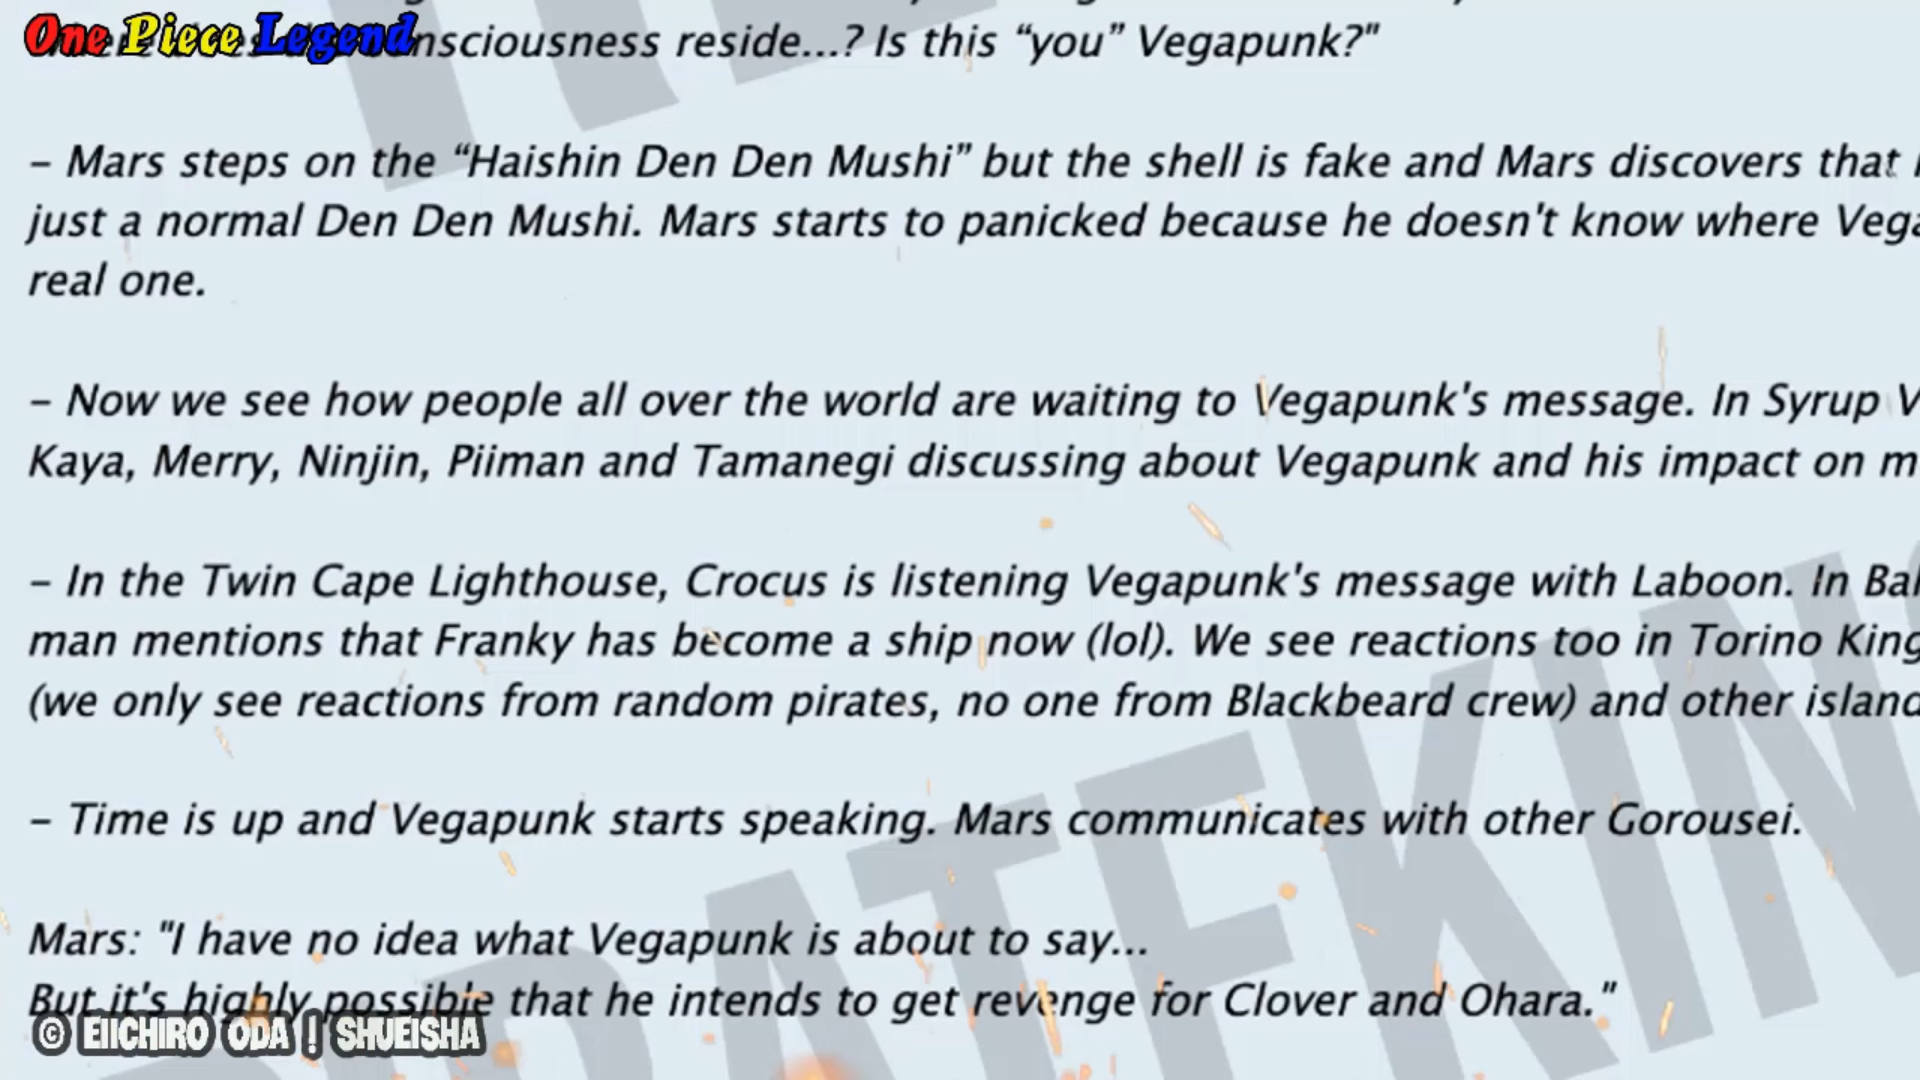 One Piece Legend
nsciousness reside...? Is this “you” Vegapunk?"
– Mars steps on the “Haishin Den Den Mushi” but the shell is fake and Mars discovers that
just a normal Den Den Mushi. Mars starts to panicked because he doesn't know where Vega
real one.
– Now we see how people all over the world are waiting to Vegapunk's message. In Syrup V
Kaya, Merry, Ninjin, Piiman and Tamanegi discussing about Vegapunk and his impact on m
– In the Twin Cape Lighthouse, Crocus is listening Vegapunk's message with Laboon. In Bal
man mentions that Franky has become a ship now (lol). We see reactions too in Torino King
(we only see reactions from random pirates, no one from Blackbeard crew) and other island
– Time is up and Vegapunk starts speaking. Mars communicates with other Gorousei.
Mars: "I have no idea what Vegapunk is about to say...
But it's highly possible that he intends to get revenge for Clover and Ohara."
© EIICHIRO ODA | SHUEISHA